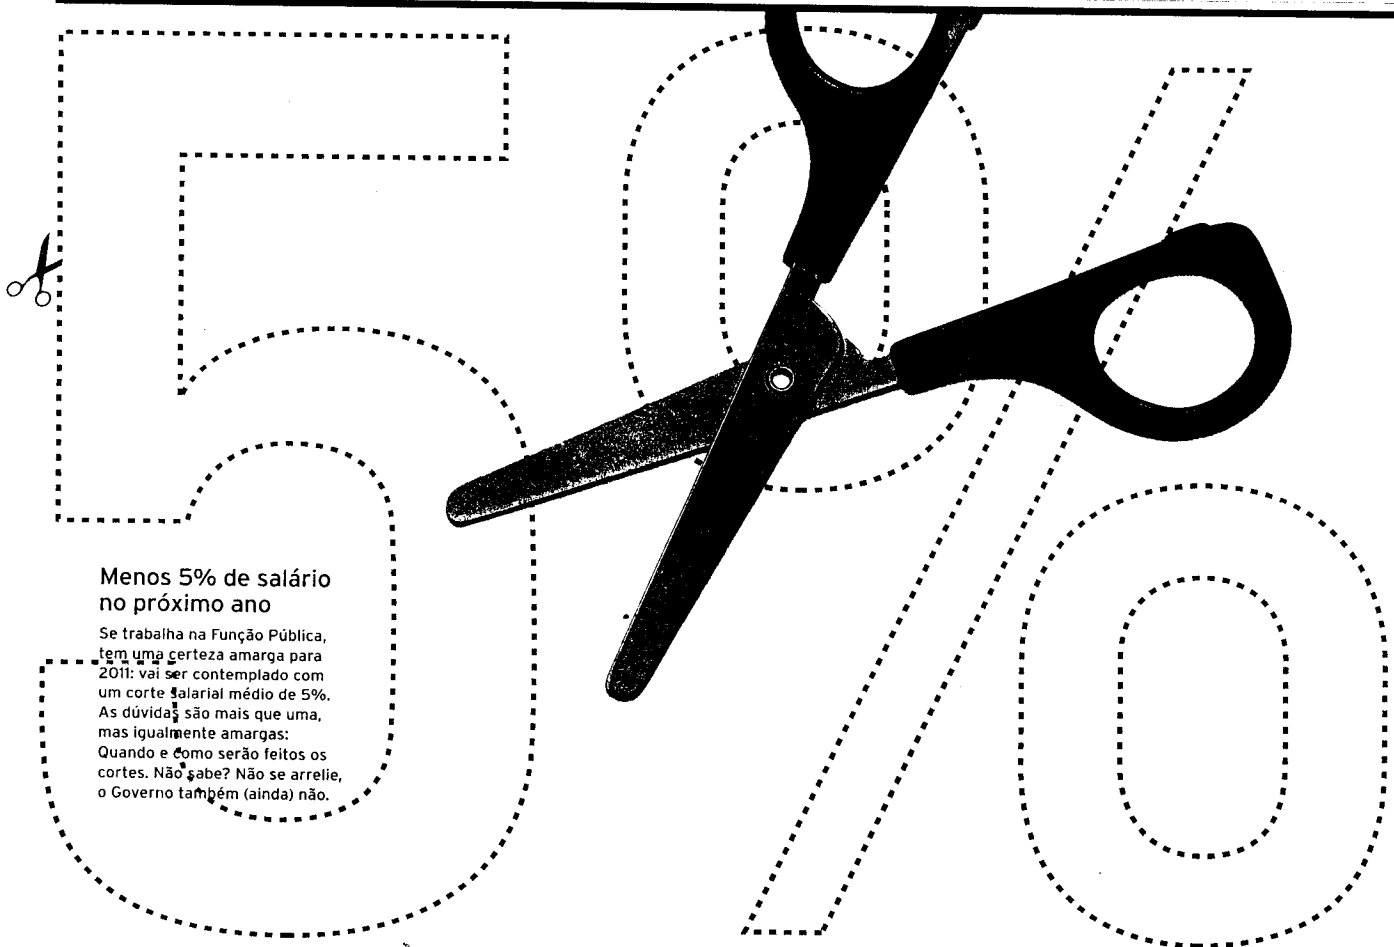 5%
Menos 5% de salário
no próximo ano
Se trabalha na Função Pública,
tem uma certeza amarga para
2011: vai ser contemplado com
um corte salarial médio de 5%.
As dúvidas são mais que uma,
mas igualmente amargas:
Quando e como serão feitos os
cortes. Não sabe? Não se arrelie,
o Governo também (ainda) não.